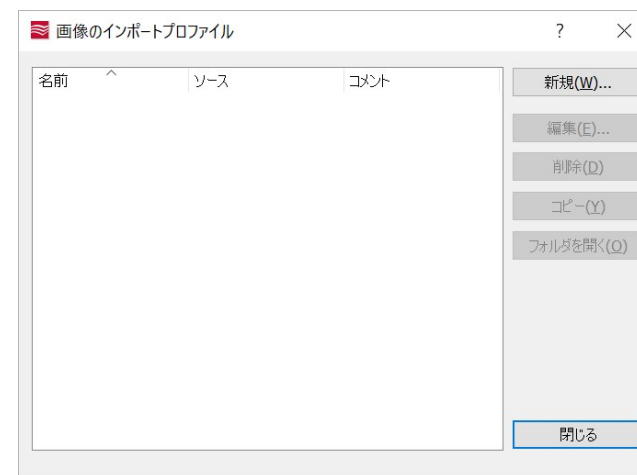 画像のインポートプロファイル
? ×
名前 ソース コメント
新規(W)...
編集(E)...
削除(D)
コピー(Y)
フォルダを開く(O)
閉じる